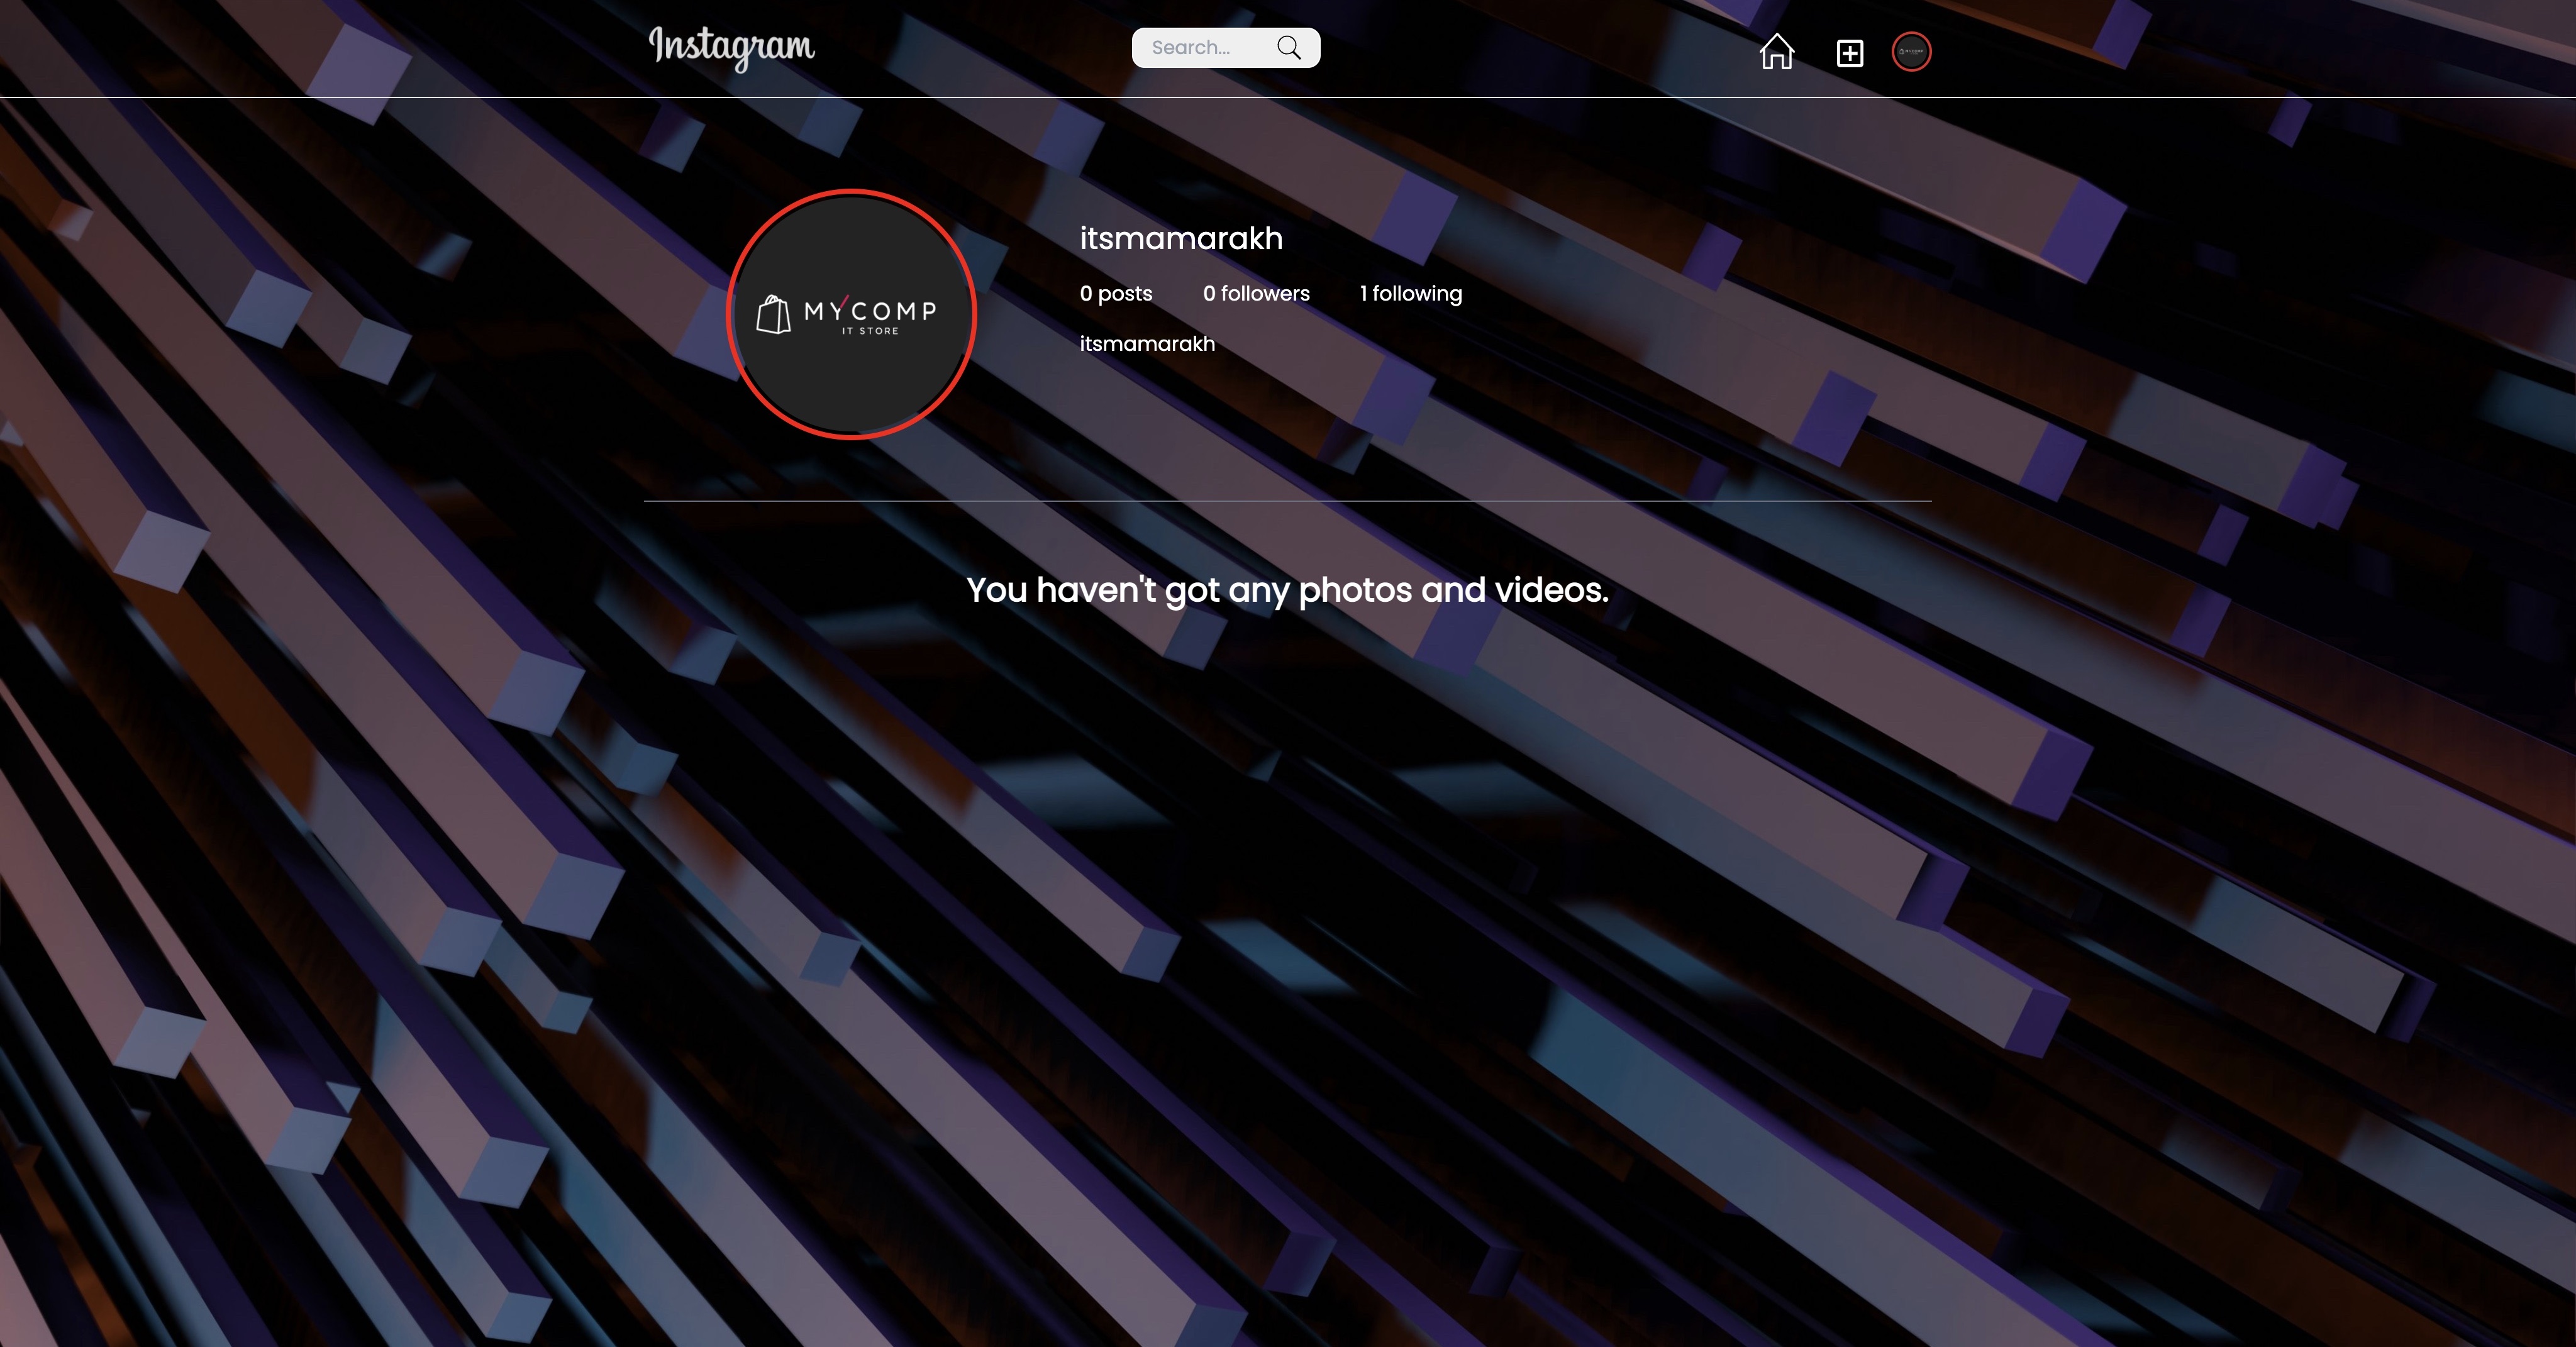 Instagram
Search...
itsmamarakh
0 posts 0 followers 1 following
itsmamarakh
MYCOMP
IT STORE
You haven't got any photos and videos.